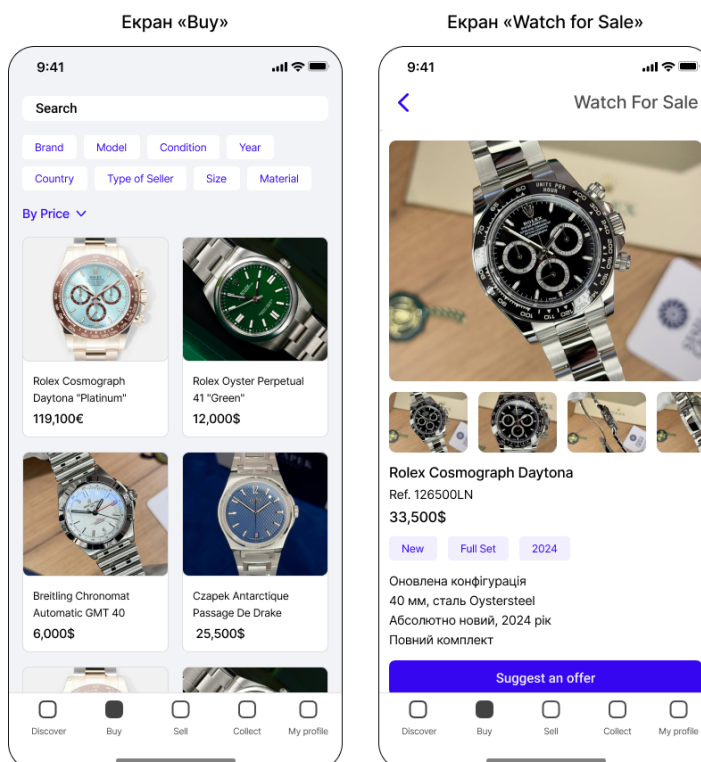 Екран «Buy»
9:41
Search
Brand Model Condition Year
Country Type of Seller Size Material
By Price
Rolex Cosmograph
Daytona "Platinum"
119,100€
Rolex Oyster Perpetual
41 "Green"
12,000$
Breitling Chronomat
Automatic GMT 40
6,000$
Czapek Antarctique
Passage De Drake
25,500$
Discover Buy Sell Collect My profile
Екран «Watch for Sale»
9:41
Watch For Sale
UNITS PER
HOUR
ROLEX
Rolex Cosmograph Daytona
Ref. 126500LN
33,500$
New Full Set 2024
Оновлена конфігурація
40 мм, сталь Oystersteel
Абсолютно новий, 2024 рік
Повний комплект
Suggest an offer
Discover Buy Sell Collect My profile